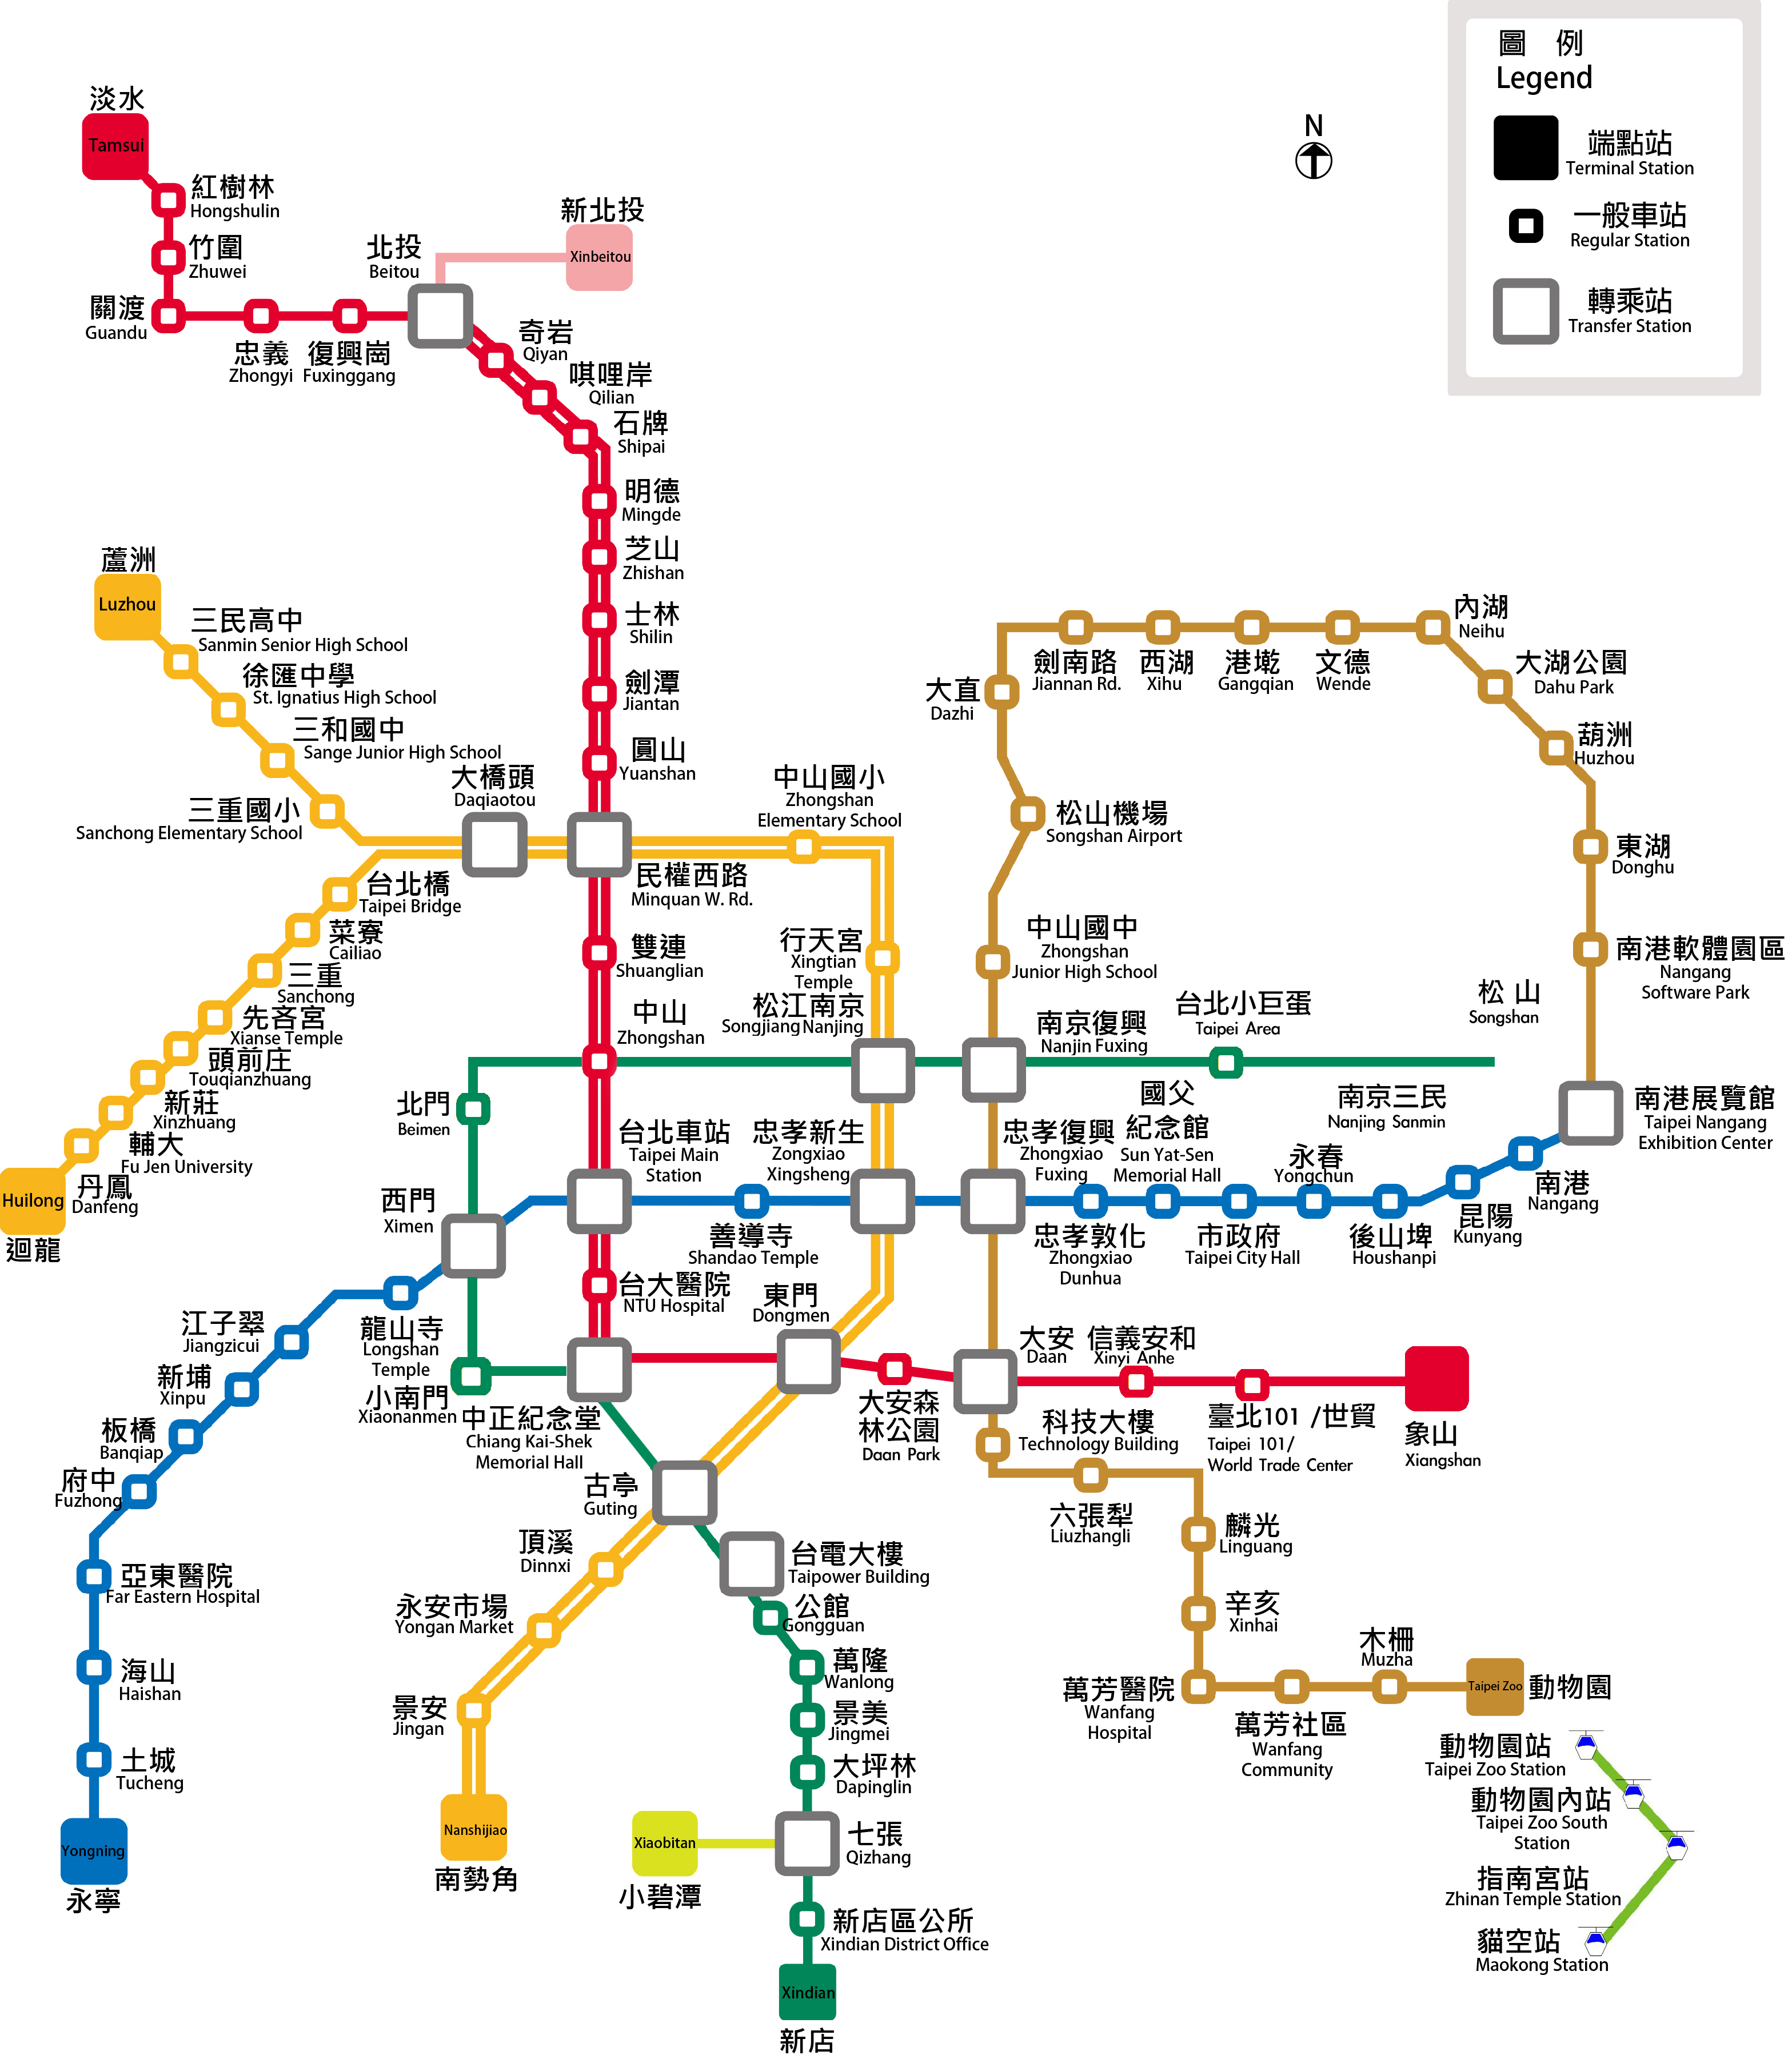 圖 例
Legend
端點站
Terminal Station
一般車站
Regular Station
轉乘站
Transfer Station
N
淡水
Tamsui
紅樹林
Hongshulin
竹圍
Zhuwei
關渡
Guandu
忠義
Zhongyi
復興崗
Fuxinggang
北投
Beitou
新北投
Xinbeitou
奇岩
Qiyan
唭哩岸
Qilian
石牌
Shipai
明德
Mingde
芝山
Zhishan
士林
Shilin
劍潭
Jiantan
圓山
Yuanshan
蘆洲
Luzhou
三民高中
Sanmin Senior High School
徐匯中學
St. Ignatius High School
三和國中
Sange Junior High School
三重國小
Sanchong Elementary School
大橋頭
Daqiaotou
民權西路
Minquan W. Rd.
中山國小
Zhongshan
Elementary School
台北橋
Taipei Bridge
菜寮
Cailiao
三重
Sanchong
先吝宮
Xianse Temple
頭前庄
Touqianzhuang
新莊
Xinzhuang
輔大
Fu Jen University
丹鳳
Danfeng
Huilong
迴龍
雙連
Shuanglian
中山
Zhongshan
行天宮
Xingtian
Temple
松江南京
Songjiang Nanjing
大直
Dazhi
劍南路
Jiannan Rd.
西湖
Xihu
港墘
Gangqian
文德
Wende
內湖
Neihu
大湖公園
Dahu Park
葫洲
Huzhou
東湖
Donghu
南港軟體園區
Nangang
Software Park
南港展覽館
Taipei Nangang
Exhibition Center
松山機場
Songshan Airport
中山國中
Zhongshan
Junior High School
南京復興
Nanjin Fuxing
台北小巨蛋
Taipei Area
南京三民
Nanjing Sanmin
松 山
Songshan
北門
Beimen
西門
Ximen
台北車站
Taipei Main
Station
善導寺
Shandao Temple
忠孝新生
Zongxiao
Xingsheng
忠孝復興
Zhongxiao
Fuxing
忠孝敦化
Zhongxiao
Dunhua
國父
紀念館
Sun Yat-Sen
Memorial Hall
市政府
Taipei City Hall
永春
Yongchun
後山埤
Houshanpi
昆陽
Kunyang
南港
Nangang
台大醫院
NTU Hospital
東門
Dongmen
龍山寺
Longshan
Temple
小南門
Xiaonanmen
中正紀念堂
Chiang Kai-Shek
Memorial Hall
大安森
林公園
Daan Park
大安
Daan
信義安和
Xinyi Anhe
臺北101 /世貿
Taipei 101/
World Trade Center
象山
Xiangshan
江子翠
Jiangzicui
新埔
Xinpu
板橋
Banqiap
府中
Fuzhong
亞東醫院
Far Eastern Hospital
海山
Haishan
土城
Tucheng
Yongning
永寧
古亭
Guting
頂溪
Dinnxi
永安市場
Yongan Market
景安
Jingan
Nanshijiao
南勢角
台電大樓
Taipower Building
公館
Gongguan
萬隆
Wanlong
景美
Jingmei
大坪林
Dapinglin
七張
Qizhang
Xiaobitan
小碧潭
新店區公所
Xindian District Office
Xindian
新店
科技大樓
Technology Building
六張犁
Liuzhangli
麟光
Linguang
辛亥
Xinhai
萬芳醫院
Wanfang
Hospital
萬芳社區
Wanfang
Community
木柵
Muzha
Taipei Zoo
動物園
動物園站
Taipei Zoo Station
動物園內站
Taipei Zoo South
Station
指南宮站
Zhinan Temple Station
貓空站
Maokong Station